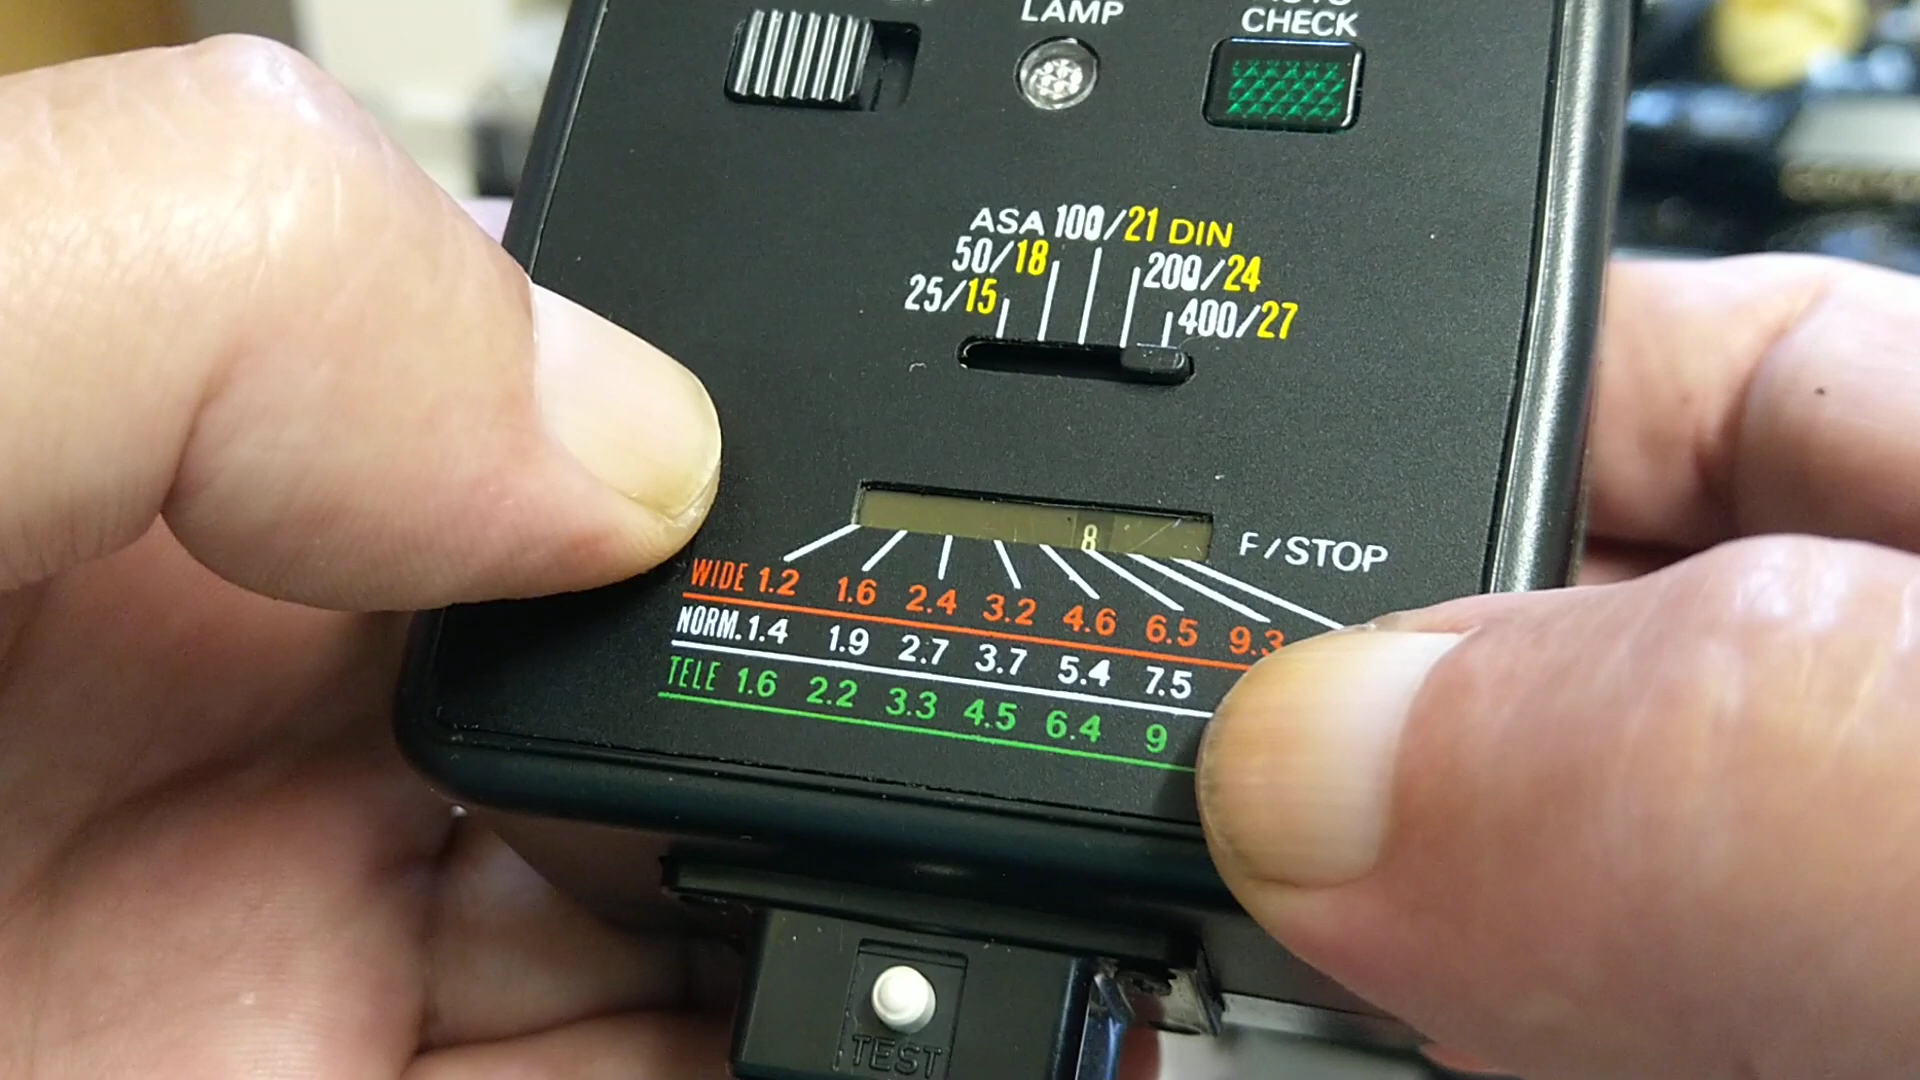 LAMP
CHECK
ASA 100/21 DIN
50/18
200/24
25/15
400/27
8
F/STOP
WIDE 1.2 1.6 2.4 3.2 4.6 6.5 9.3
NORM. 1.4 1.9 2.7 3.7 5.4 7.5
TELE 1.6 2.2 3.3 4.5 6.4 9
TEST